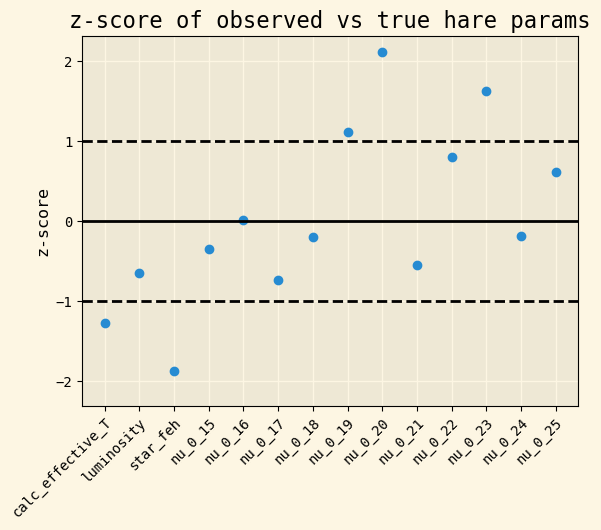 z-score of observed vs true hare params
z-score
2
1
0
−1
−2
calc_effective_T
luminosity
star_feh
nu_0_15
nu_0_16
nu_0_17
nu_0_18
nu_0_19
nu_0_20
nu_0_21
nu_0_22
nu_0_23
nu_0_24
nu_0_25